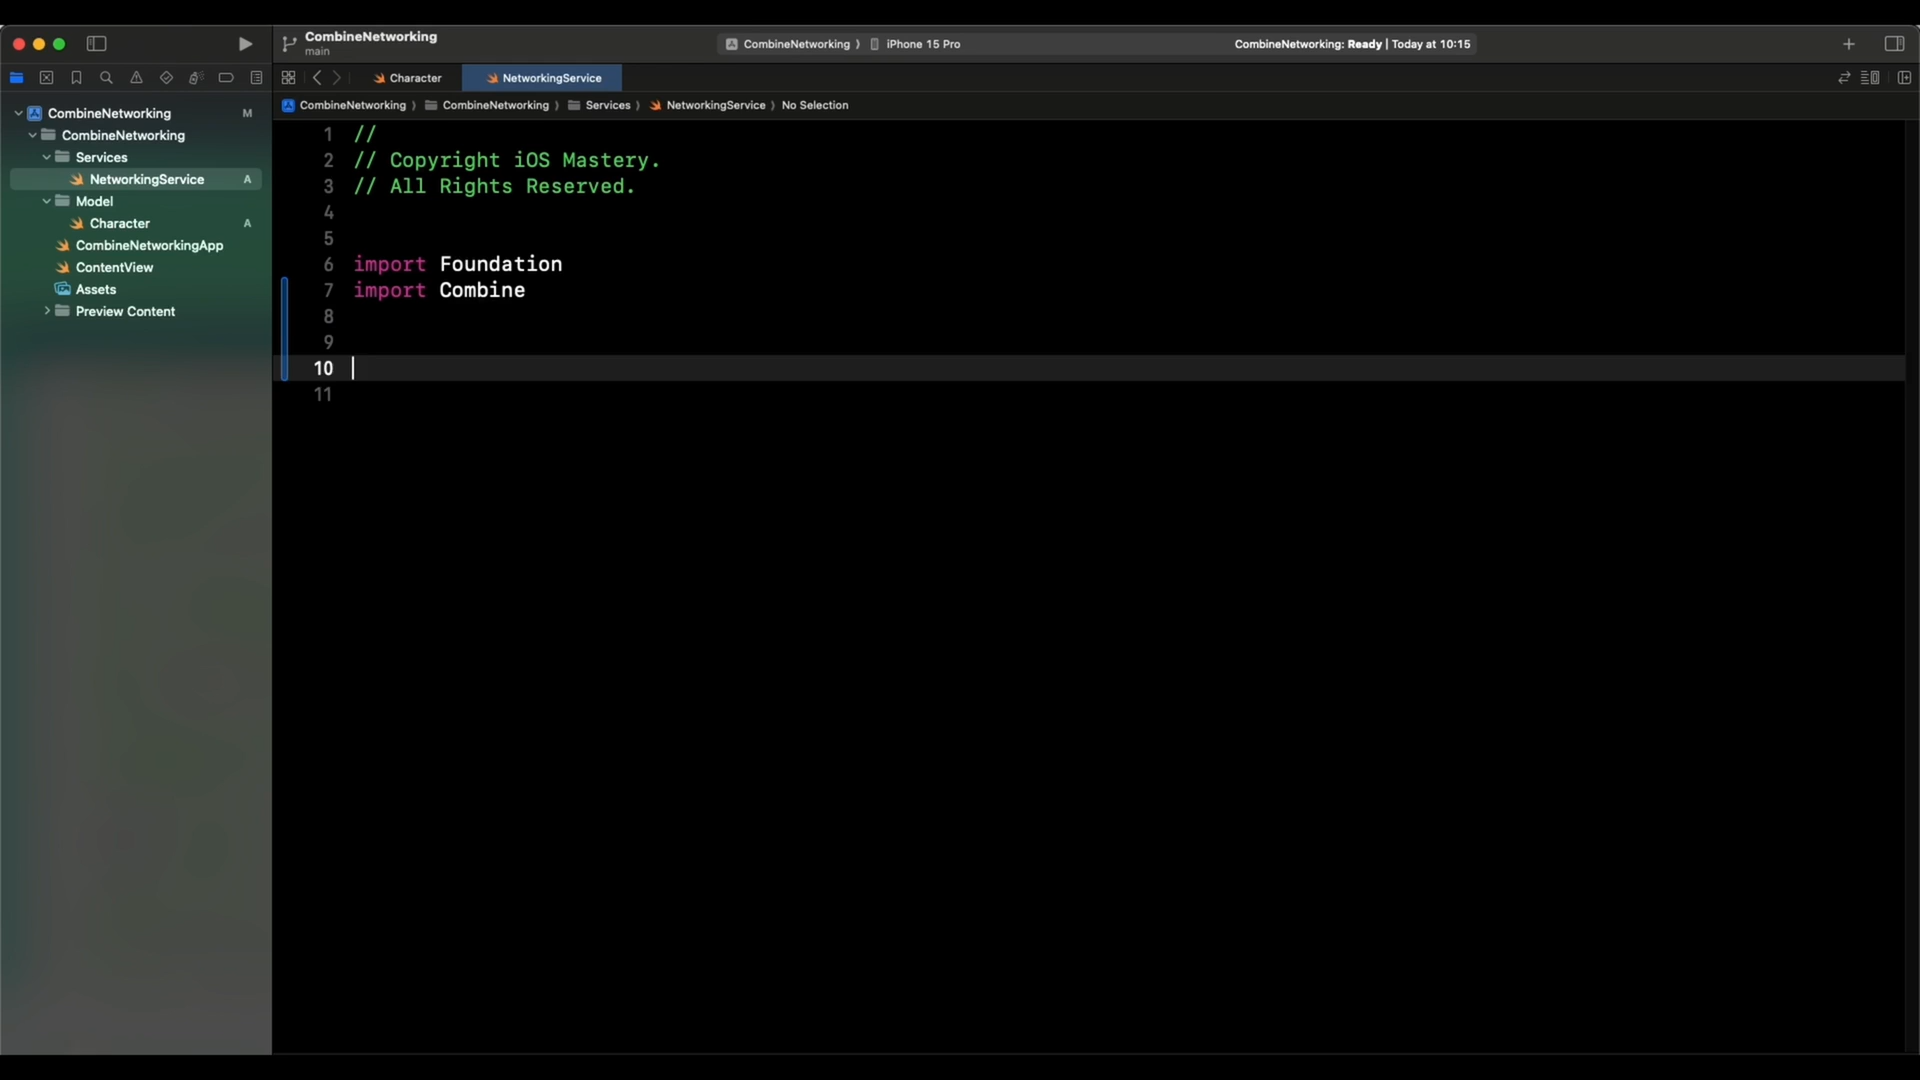 CombineNetworking
main
CombineNetworking
iPhone 15 Pro
CombineNetworking: Ready | Today at 10:15
Character
NetworkingService
CombineNetworking
CombineNetworking
Services
NetworkingService
No Selection
CombineNetworking M
CombineNetworking
Services
NetworkingService A
Model
Character A
CombineNetworkingApp
ContentView
Assets
Preview Content
1 //
2 // Copyright iOS Mastery.
3 // All Rights Reserved.
4
5
6 import Foundation
7 import Combine
8
9
10
11